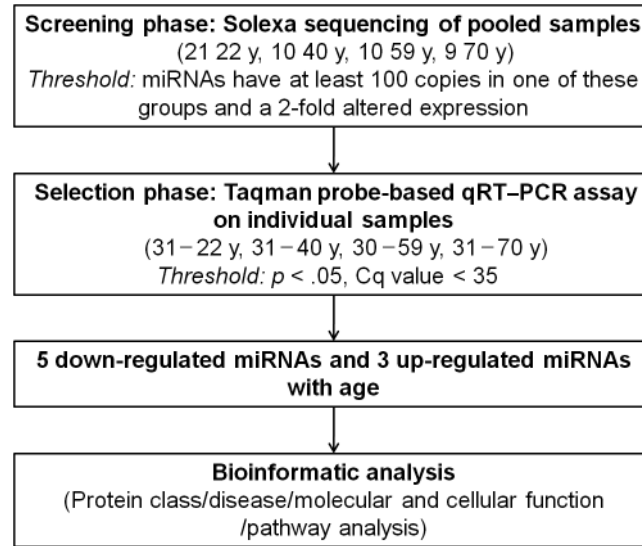 Screening phase: Solexa sequencing of pooled samples
(21 22 y, 10 40 y, 10 59 y, 9 70 y)
Threshold: miRNAs have at least 100 copies in one of these
groups and a 2-fold altered expression
Selection phase: Taqman probe-based qRT–PCR assay
on individual samples
(31–22 y, 31–40 y, 30–59 y, 31–70 y)
Threshold: p < .05, Cq value < 35
5 down-regulated miRNAs and 3 up-regulated miRNAs
with age
Bioinformatic analysis
(Protein class/disease/molecular and cellular function
/pathway analysis)